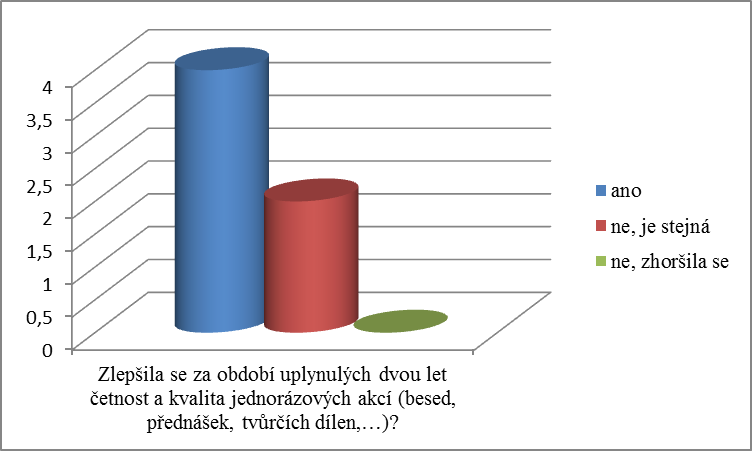 4
3,5
3
2,5
2
1,5
1
0,5
0
Zlepšila se za období uplynulých dvou let
četnost a kvalita jednorázových akcí (besed,
přednášek, tvůrčích dílen,…)?
ano
ne, je stejná
ne, zhoršila se